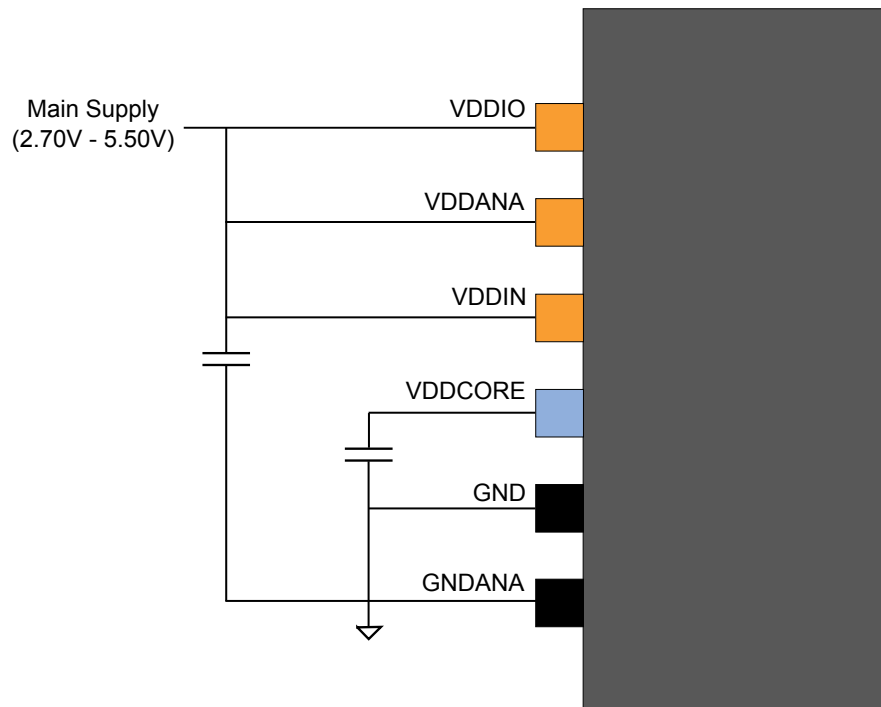 VDDIO
Main Supply
(2.70V - 5.50V)
VDDANA
VDDIN
VDDCORE
GND
GNDANA